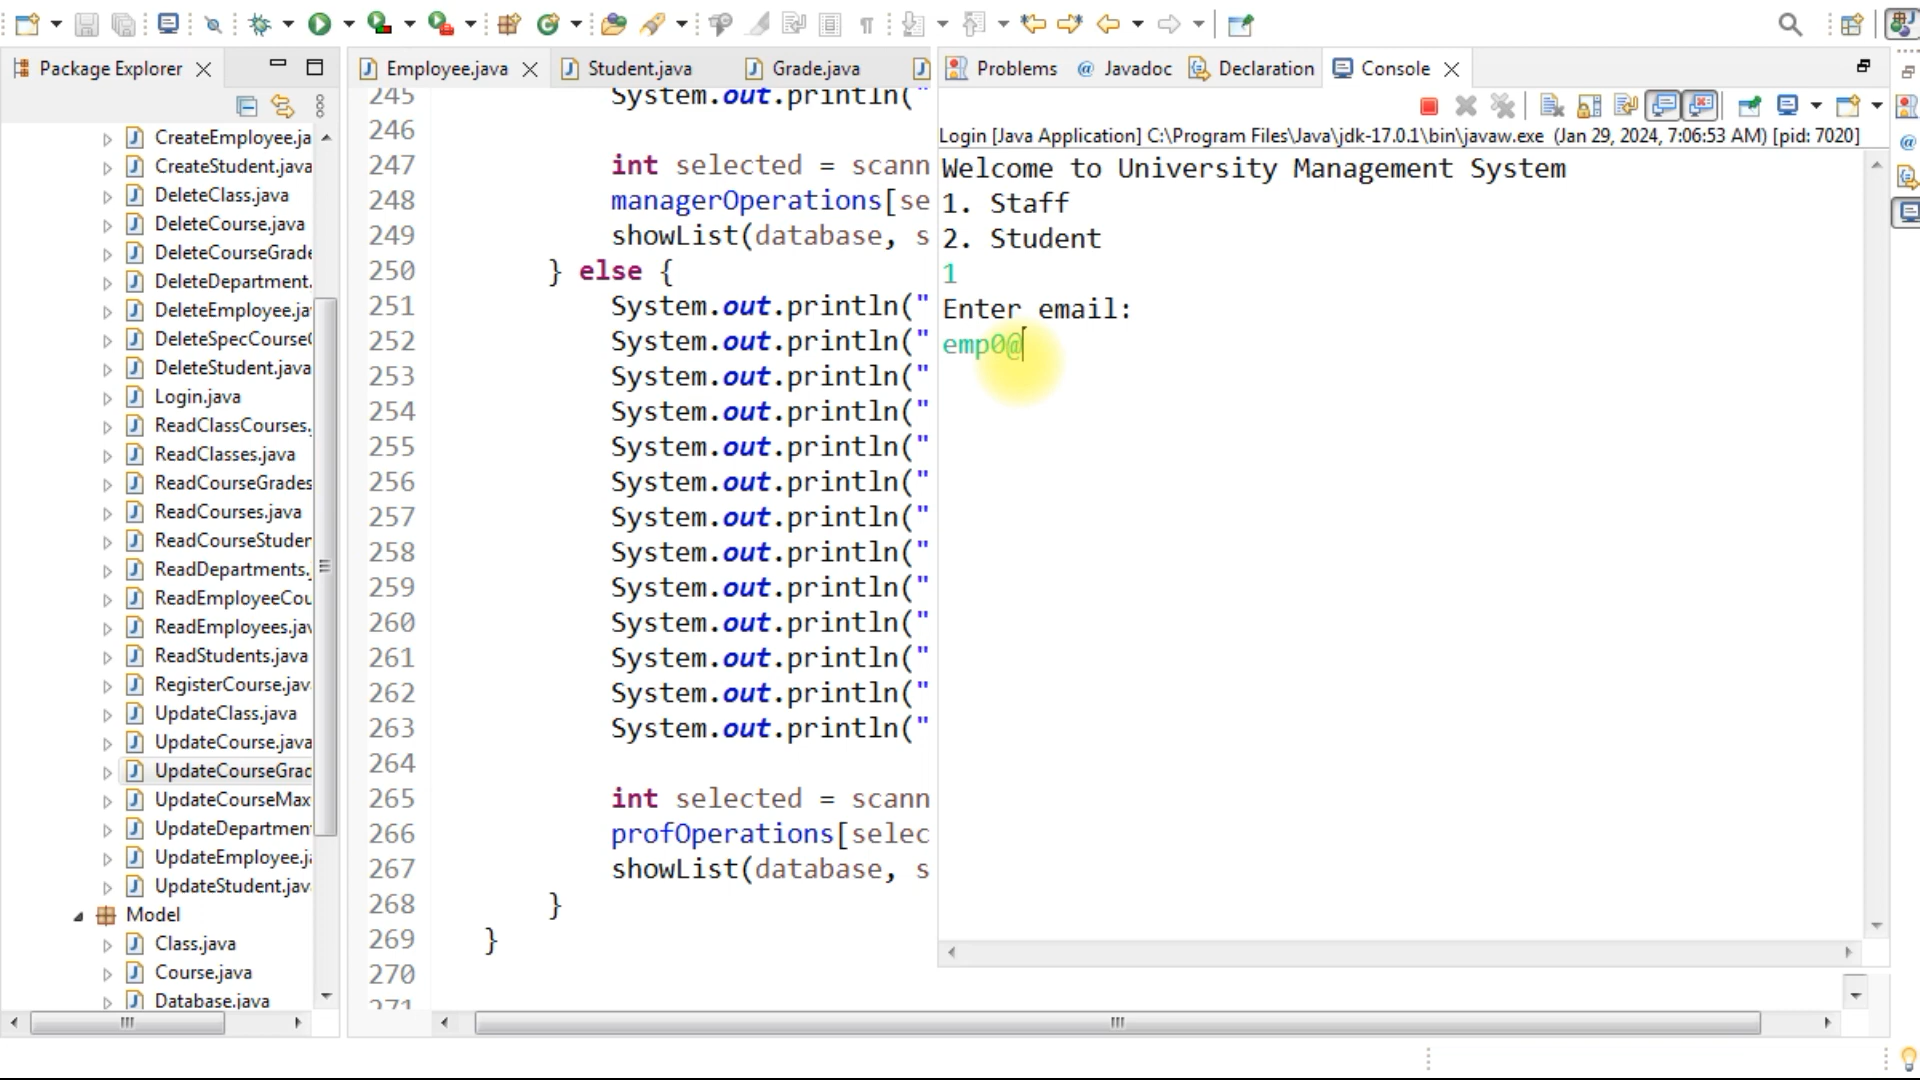 Package Explorer
CreateEmployee.ja
CreateStudent.java
DeleteClass.java
DeleteCourse.java
DeleteCourseGrade
DeleteDepartment.
DeleteEmployee.ja
DeleteSpecCourse
DeleteStudent.java
Login.java
ReadClassCourses.
ReadClasses.java
ReadCourseGrades
ReadCourses.java
ReadCourseStuder
ReadDepartments.
ReadEmployeeCou
ReadEmployees.jav
ReadStudents.java
RegisterCourse.jav
UpdateClass.java
UpdateCourse.java
UpdateCourseGrad
UpdateCourseMax
UpdateDepartment
UpdateEmployee.j
UpdateStudent.jav
Model
Class.java
Course.java
Database.java
Employee.java
Student.java
Grade.java
245 System.out.println("
246
247 int selected = scann
248 managerOperations[se
249 showList(database, s
250 } else {
251 System.out.println("
252 System.out.println("
253 System.out.println("
254 System.out.println("
255 System.out.println("
256 System.out.println("
257 System.out.println("
258 System.out.println("
259 System.out.println("
260 System.out.println("
261 System.out.println("
262 System.out.println("
263 System.out.println("
264
265 int selected = scann
266 profOperations[selec
267 showList(database, s
268 }
269 }
270
271
Problems
@ Javadoc
Declaration
Console
Login [Java Application] C:\Program Files\Java\jdk-17.0.1\bin\javaw.exe (Jan 29, 2024, 7:06:53 AM) [pid: 7020]
Welcome to University Management System
1. Staff
2. Student
1
Enter email:
emp0@